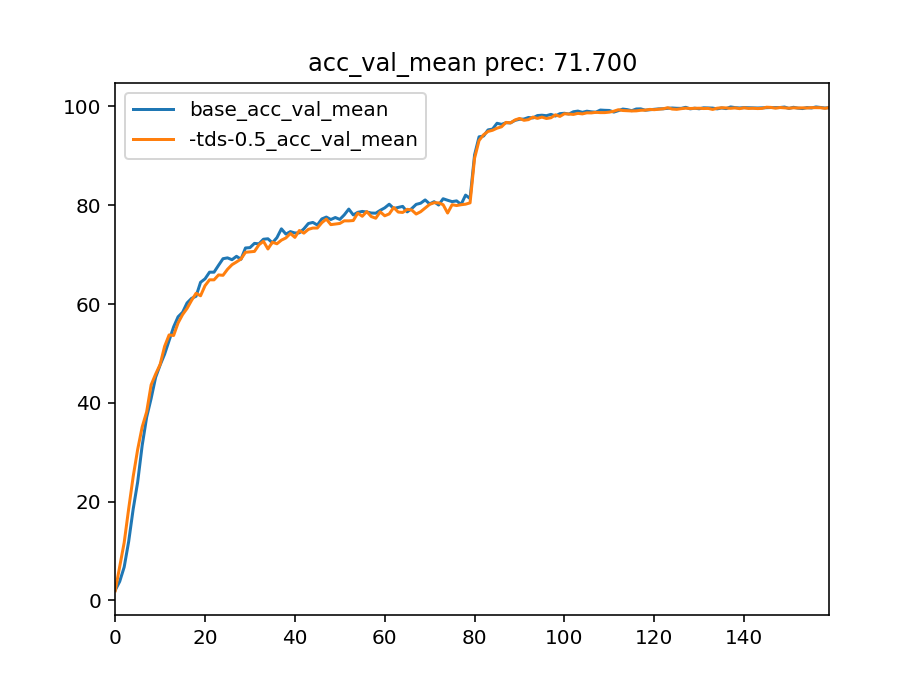 acc_val_mean prec: 71.700
base_acc_val_mean
-tds-0.5_acc_val_mean
100
80
60
40
20
0
0 20 40 60 80 100 120 140